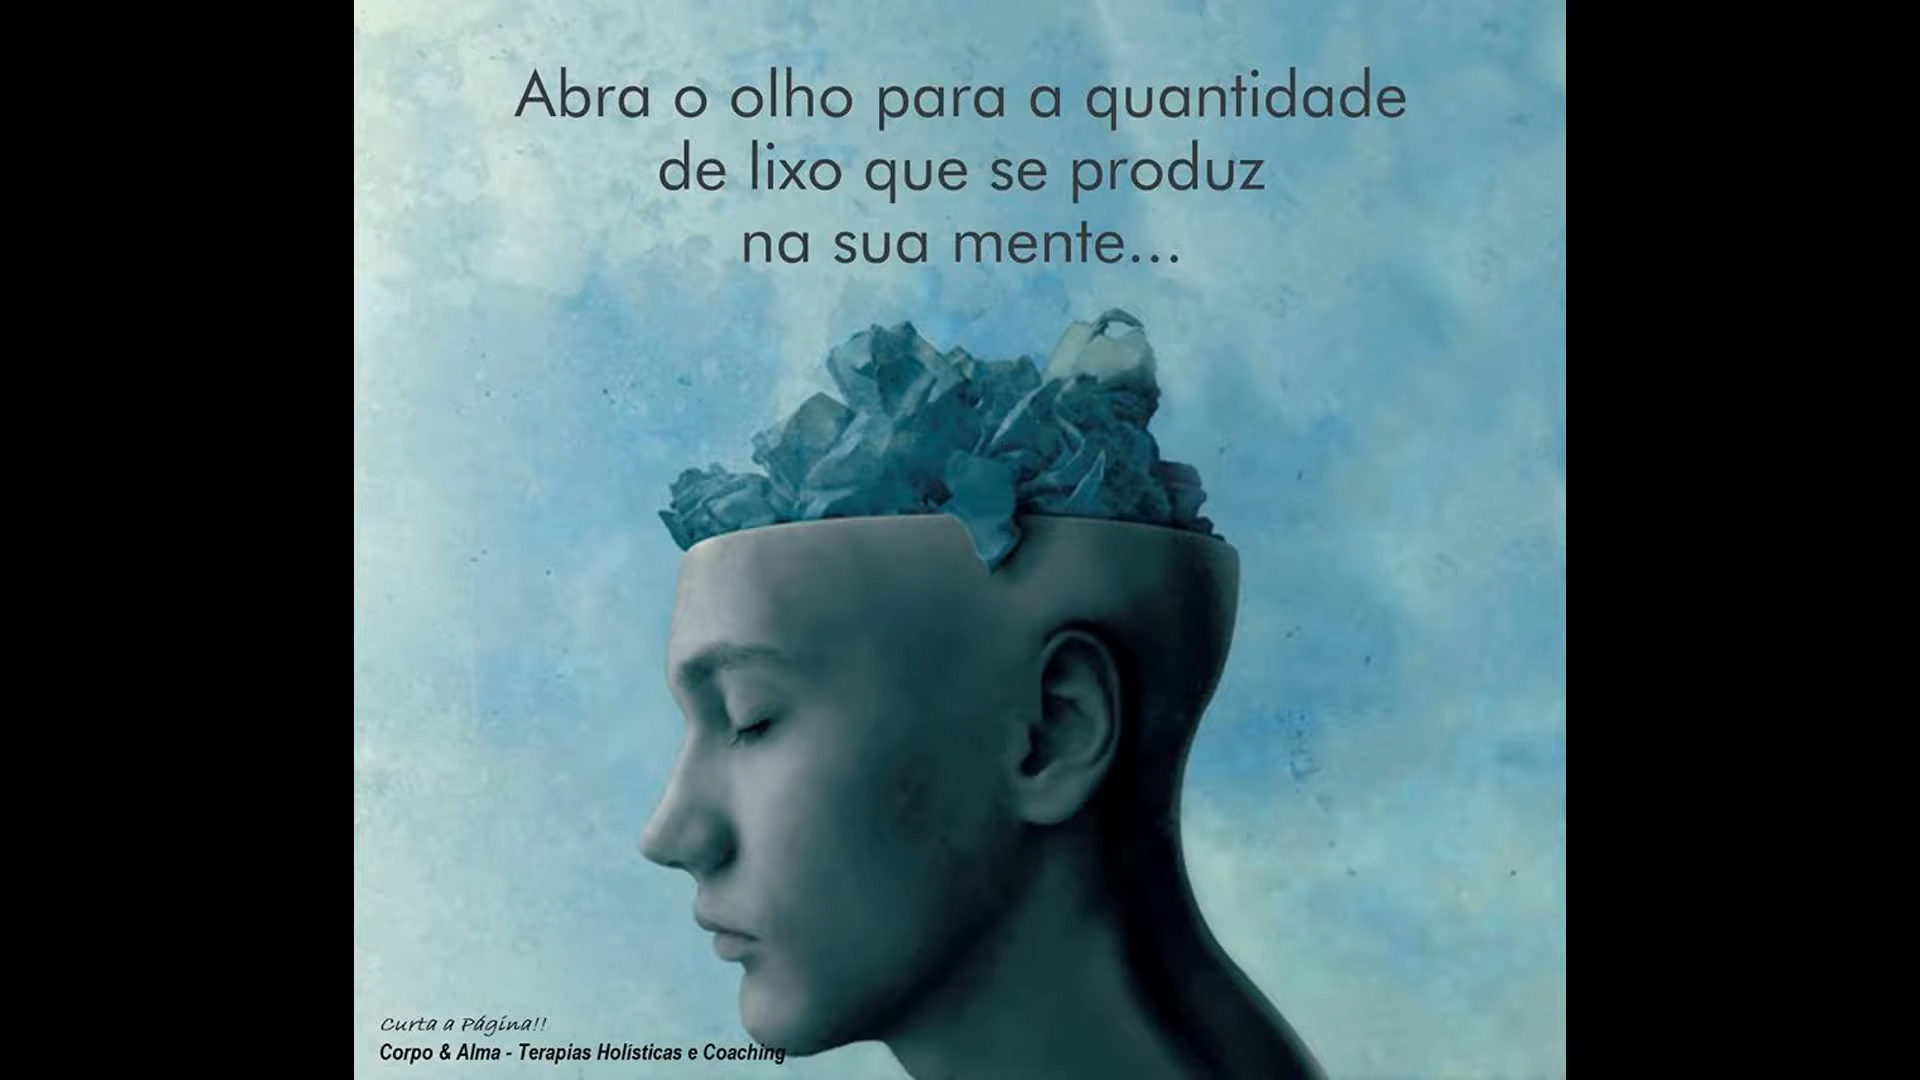 Abra o olho para a quantidade
de lixo que se produz
na sua mente...
Curta a Página!!
Corpo & Alma - Terapias Holísticas e Coaching